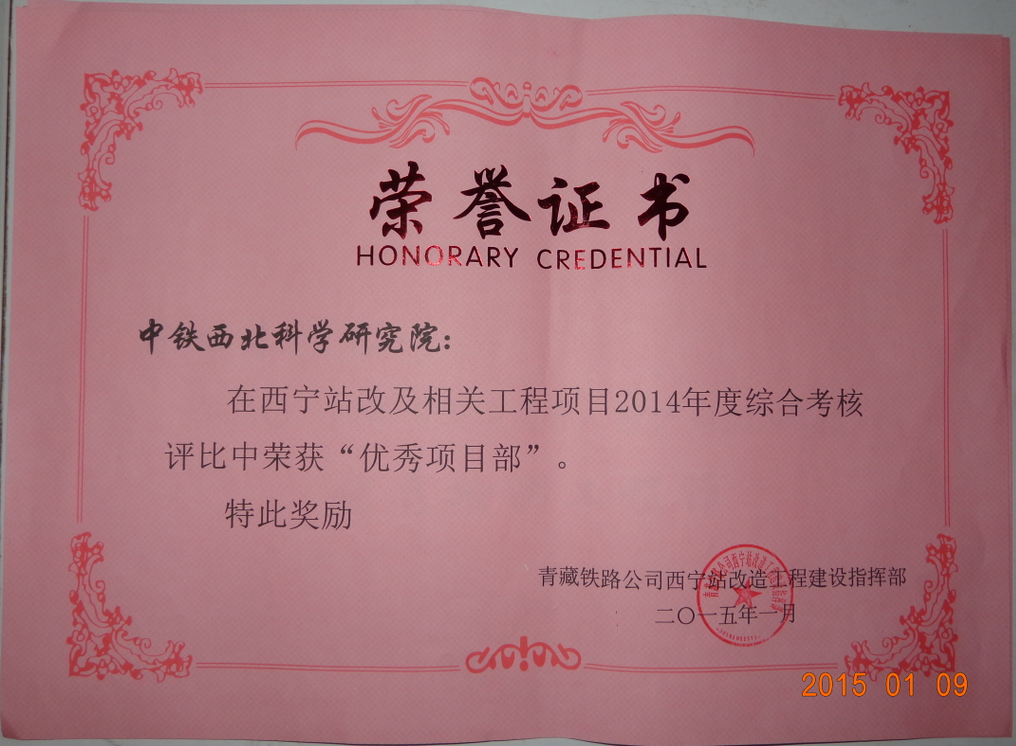 荣誉证书
HONORARY CREDENTIAL
中铁西北科学研究院：
在西宁站改及相关工程项目2014年度综合考核
评比中荣获“优秀项目部”。
特此奖励
青藏铁路公司西宁站改造工程建设指挥部
二〇一五年一月
2015 01 09